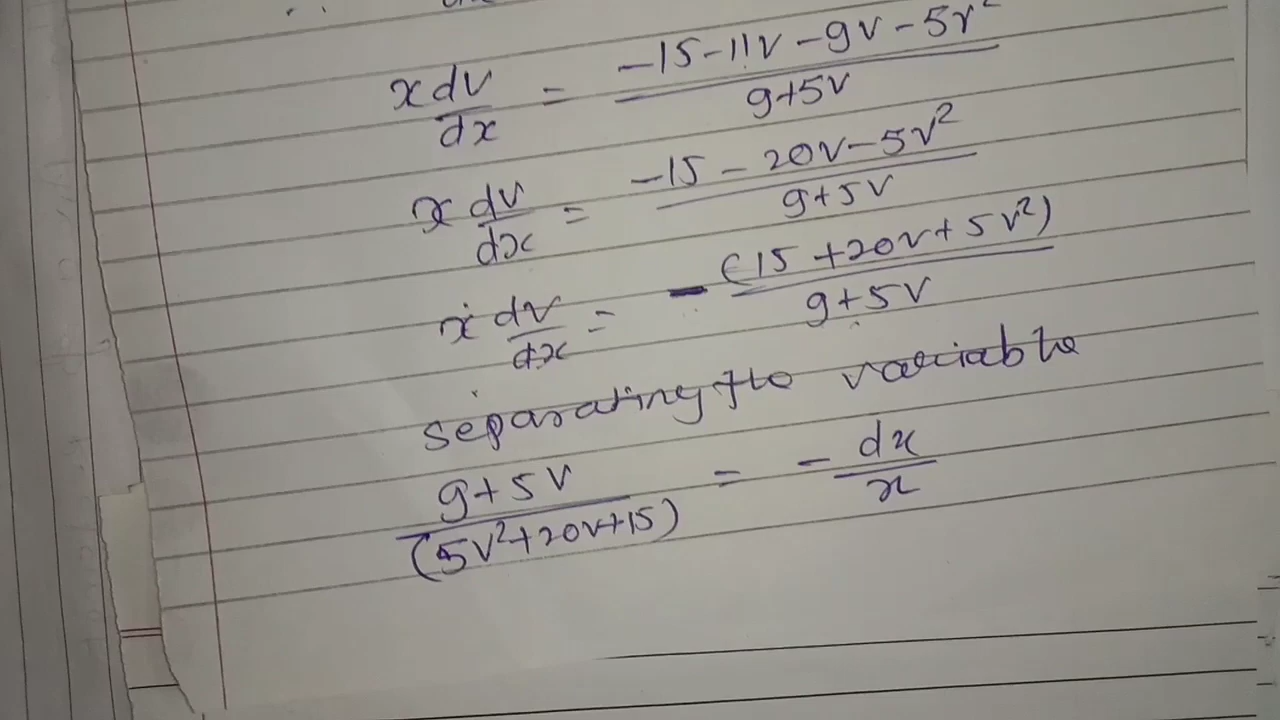 x dv/dx = -15-11v-9v-5v²/9+5v
x dv/dx = -15-20v-5v²/9+5v
x dv/dx = -(15+20v+5v²)/9+5v
separating the variable
9+5v/(5v²+20v+15) = -dx/x